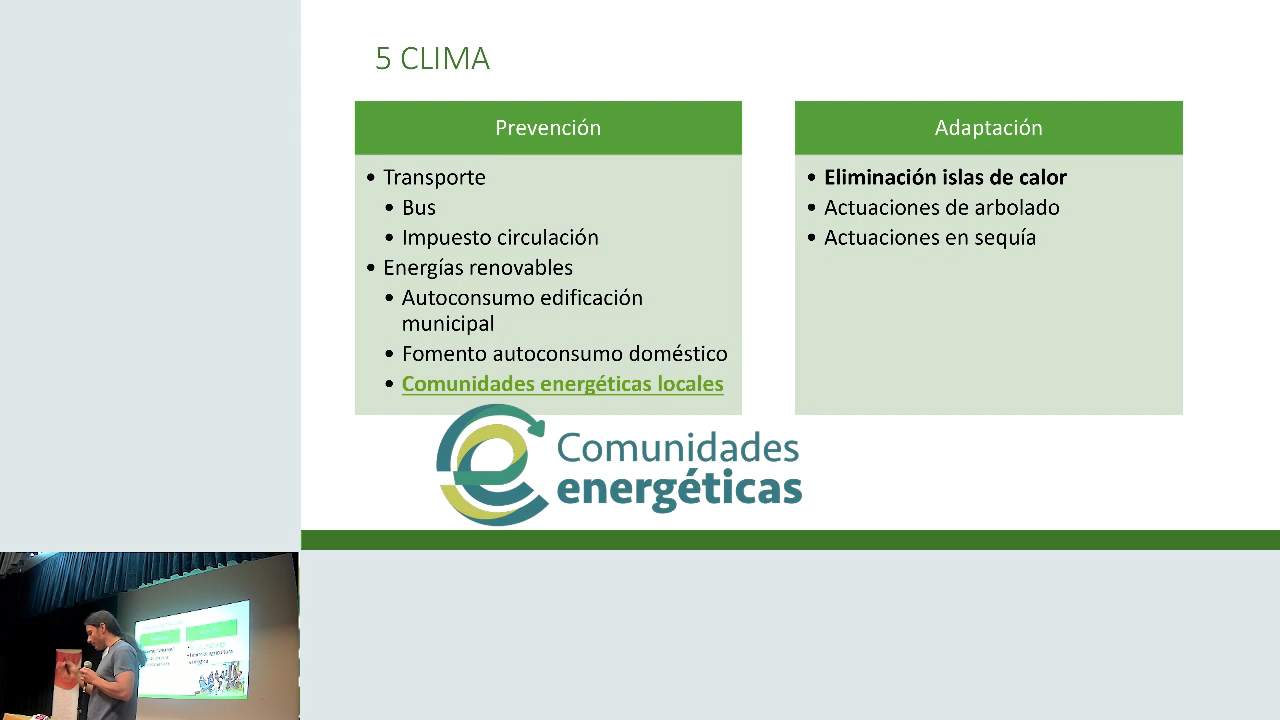 5 CLIMA
Prevención
• Transporte
• Bus
• Impuesto circulación
• Energías renovables
• Autoconsumo edificación
municipal
• Fomento autoconsumo doméstico
• Comunidades energéticas locales
Adaptación
• Eliminación islas de calor
• Actuaciones de arbolado
• Actuaciones en sequía
Comunidades
energéticas